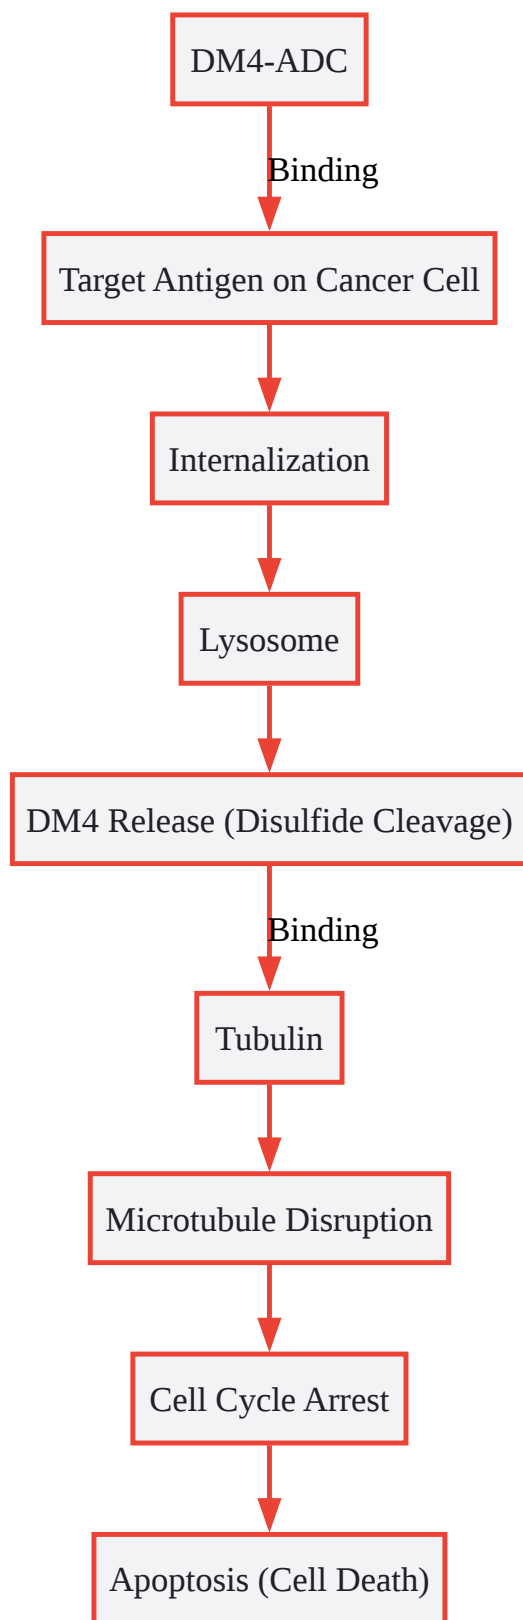 DM4-ADC
Binding
Target Antigen on Cancer Cell
Internalization
Lysosome
DM4 Release (Disulfide Cleavage)
Binding
Tubulin
Microtubule Disruption
Cell Cycle Arrest
Apoptosis (Cell Death)